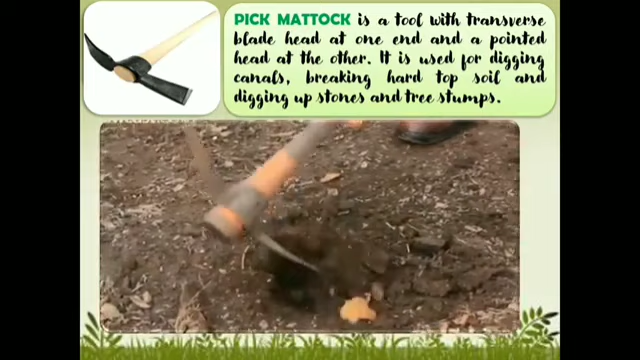 PICK MATTOCK is a tool with transverse
blade head at one end and a pointed
head at the other. It is used for digging
canals, breaking hard top soil and
digging up stones and tree stumps.